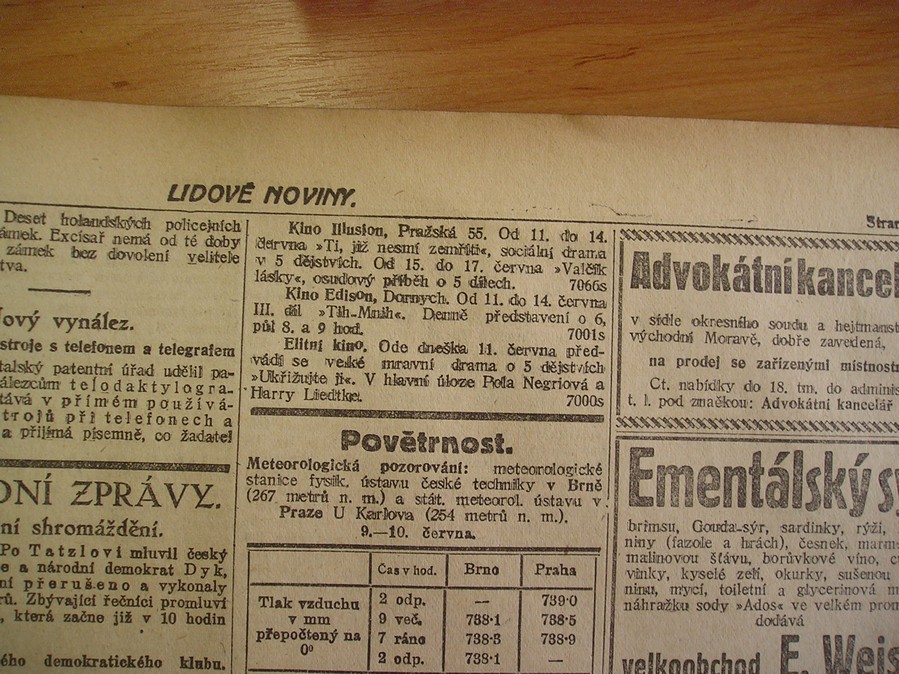 LIDOVÉ NOVINY.
Stran
Deset holandských policejních
zámek. Excísař nemá od té doby
zámek bez dovolení velitele
tva.
Nový vynález.
stroje s telefonem a telegrafem
talský patentní úřad udělil pa-
álezcům telodaktylogra-
tává v přímém používá-
trojů při telefonech a
a přijímá písemně, co žadatel
DNÍ ZPRÁVY.
ní shromáždění.
Po Tatzlovi mluvil český
e a národní demokrat Dyk,
ní přerušeno a vykonaly
rů. Zbývající řečníci promluví
, která začne již v 10 hodin
ého demokratického klubu.
Kino Illusion, Pražská 55. Od 11. do 14.
června »Ti, již nesmí zemříti«, sociální drama
v 5 dějstvích. Od 15. do 17. června »Valčík
lásky«, osudový příběh o 5 dílech. 7066s
Kino Edison, Dornych. Od 11. do 14. června
III. díl »Tih-Mnih«. Denně představení o 6,
půl 8. a 9 hod. 7001s
Elitní kino. Ode dneška 11. června před-
vádí se velké mravní drama o 5 dějstvích
»Ukřižujte ji«. V hlavní úloze Pola Negriová a
Harry Liedtke. 7000s
Povětrnost.
Meteorologická pozorování: meteorologické
stanice fysik. ústavu české techniky v Brně
(267 metrů n. m.) a stát. meteorol. ústavu v
Praze U Karlova (254 metrů n. m.).
9.—10. června.
Čas v hod. Brno Praha
Tlak vzduchu v mm přepočtený na 0°
2 odp. — 739·0
9 več. 738·1 738·5
7 ráno 738·3 738·9
2 odp. 738·1 —
Advokátní kancel
v sídle okresního soudu a hejtmanst
východní Moravě, dobře zavedená,
na prodej se zařízenými místnost
Ct. nabídky do 18. tm. do adminis
t. l. pod značkou: Advokátní kancelář
Ementálský sý
brimsu, Gouda-sýr, sardinky, rýži,
niny (fazole a hrách), česnek, marm
malinovou šťávu, borůvkové víno, c
vinky, kyselé zelí, okurky, sušenou
ninu, mycí, toiletní a glycerinová m
náhražku sody »Ados« ve velkém prom
dodává
velkoobchod E. Weis